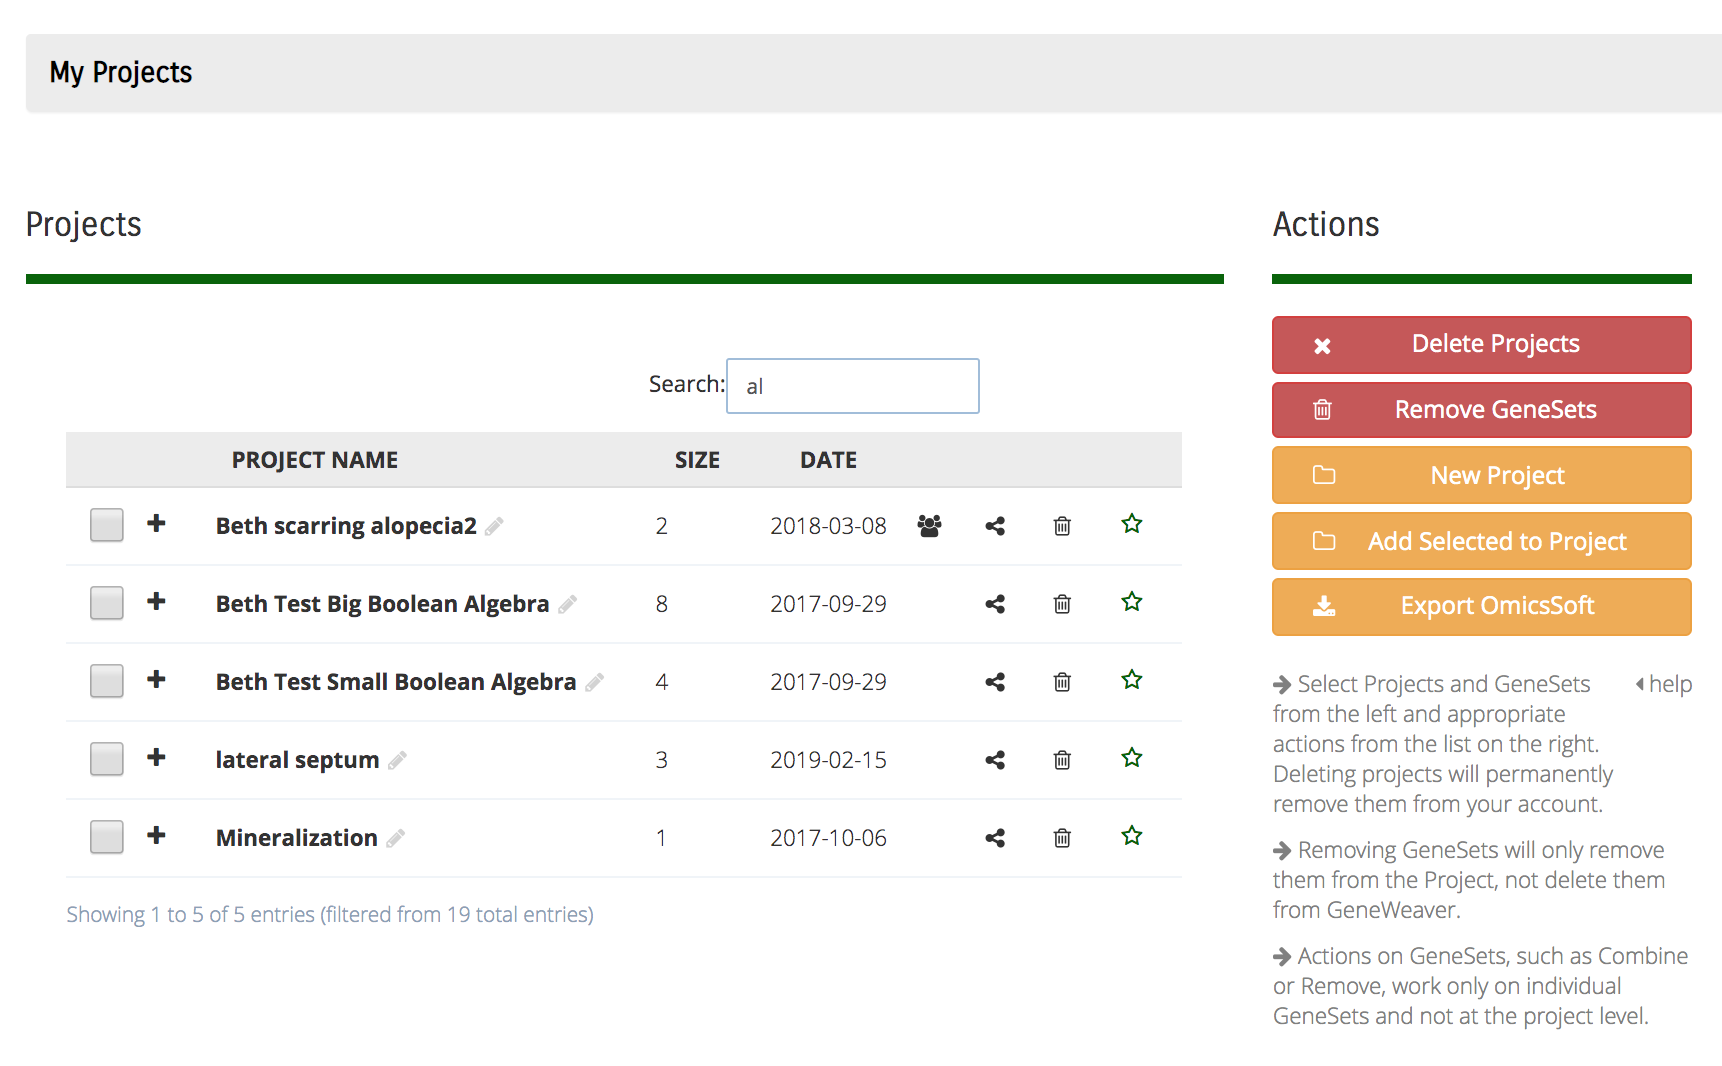 My Projects
Projects
Actions
Search: al
PROJECT NAME SIZE DATE
Beth scarring alopecia2 2 2018-03-08
Beth Test Big Boolean Algebra 8 2017-09-29
Beth Test Small Boolean Algebra 4 2017-09-29
lateral septum 3 2019-02-15
Mineralization 1 2017-10-06
Showing 1 to 5 of 5 entries (filtered from 19 total entries)
Delete Projects
Remove GeneSets
New Project
Add Selected to Project
Export OmicsSoft
help
Select Projects and GeneSets
from the left and appropriate
actions from the list on the right.
Deleting projects will permanently
remove them from your account.
Removing GeneSets will only remove
them from the Project, not delete them
from GeneWeaver.
Actions on GeneSets, such as Combine
or Remove, work only on individual
GeneSets and not at the project level.